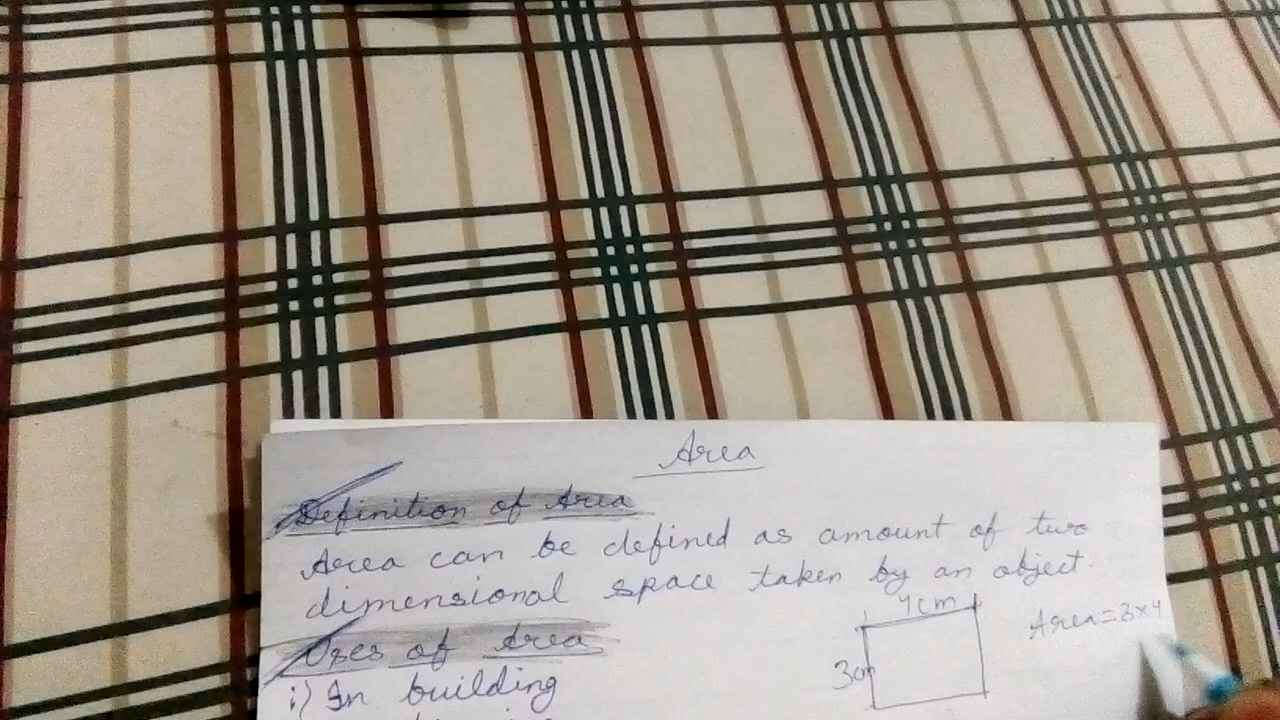 Area
Definition of Area
Area can be defined as amount of two
dimensional space taken by an object.
4cm
Area=3x4
Uses of Area
3cm
i) In building